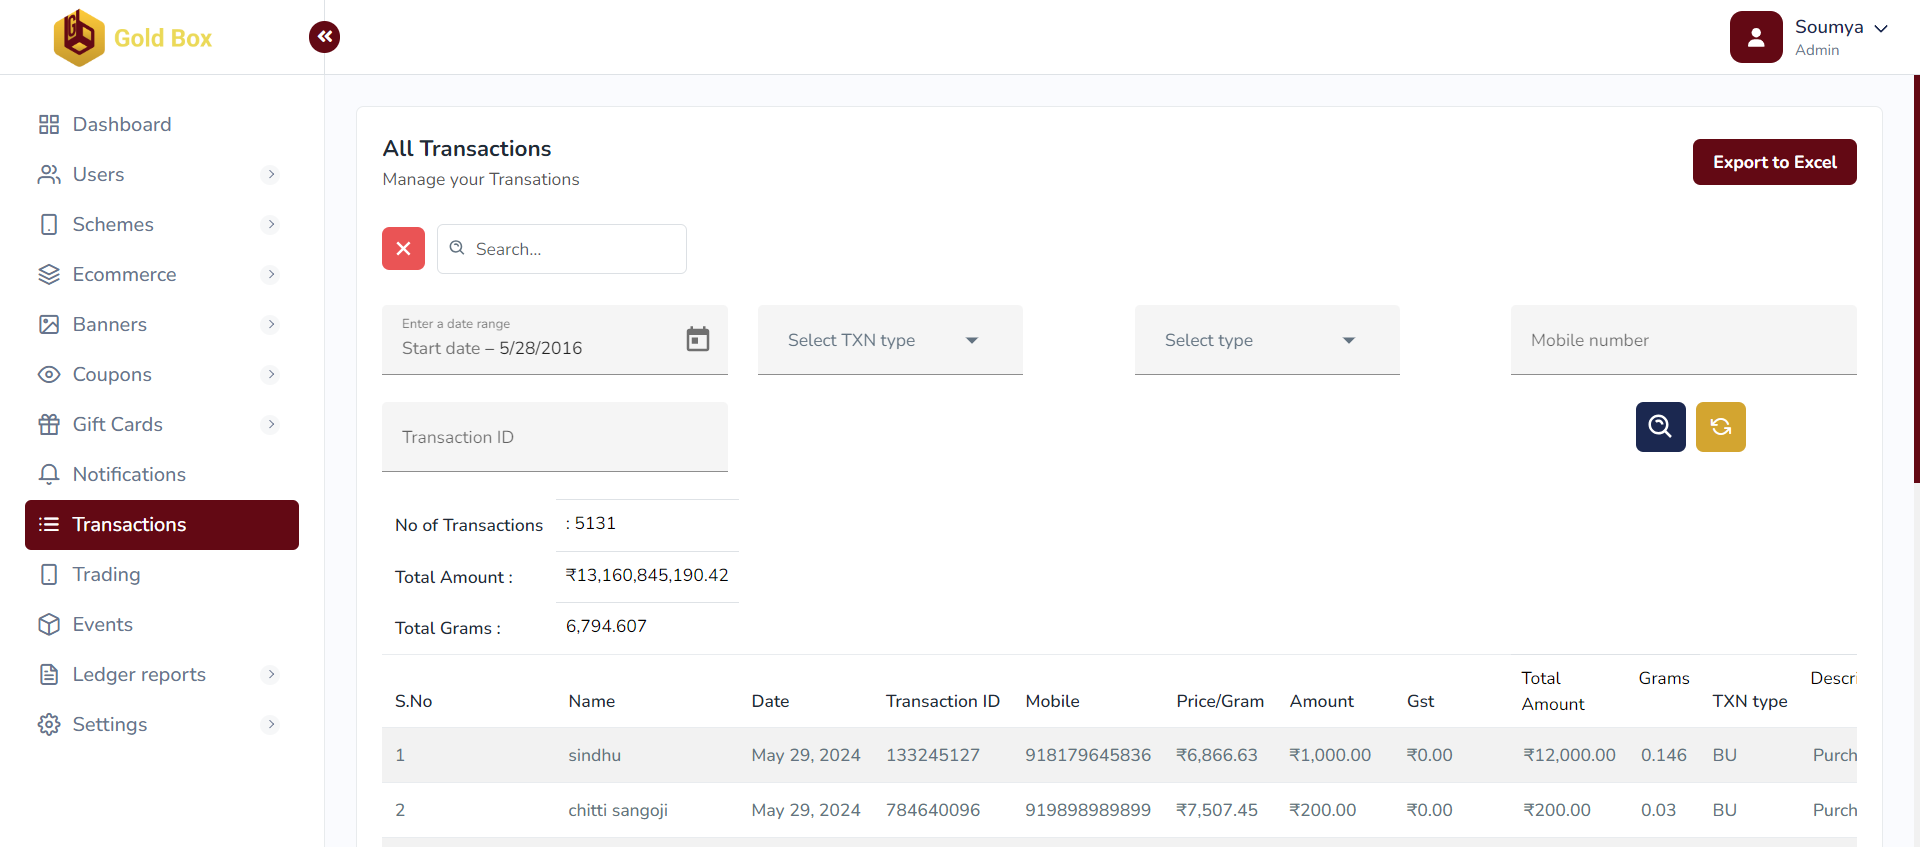 Gold Box
Soumya
Admin
Dashboard
Users
Schemes
Ecommerce
Banners
Coupons
Gift Cards
Notifications
Transactions
Trading
Events
Ledger reports
Settings
All Transactions
Manage your Transations
Export to Excel
Search...
Enter a date range
Start date – 5/28/2016
Select TXN type
Select type
Mobile number
Transaction ID
No of Transactions : 5131
Total Amount : ₹13,160,845,190.42
Total Grams : 6,794.607
S.No Name Date Transaction ID Mobile Price/Gram Amount Gst Total Amount Grams TXN type Descri
1 sindhu May 29, 2024 133245127 918179645836 ₹6,866.63 ₹1,000.00 ₹0.00 ₹12,000.00 0.146 BU Purch
2 chitti sangoji May 29, 2024 784640096 919898989899 ₹7,507.45 ₹200.00 ₹0.00 ₹200.00 0.03 BU Purch